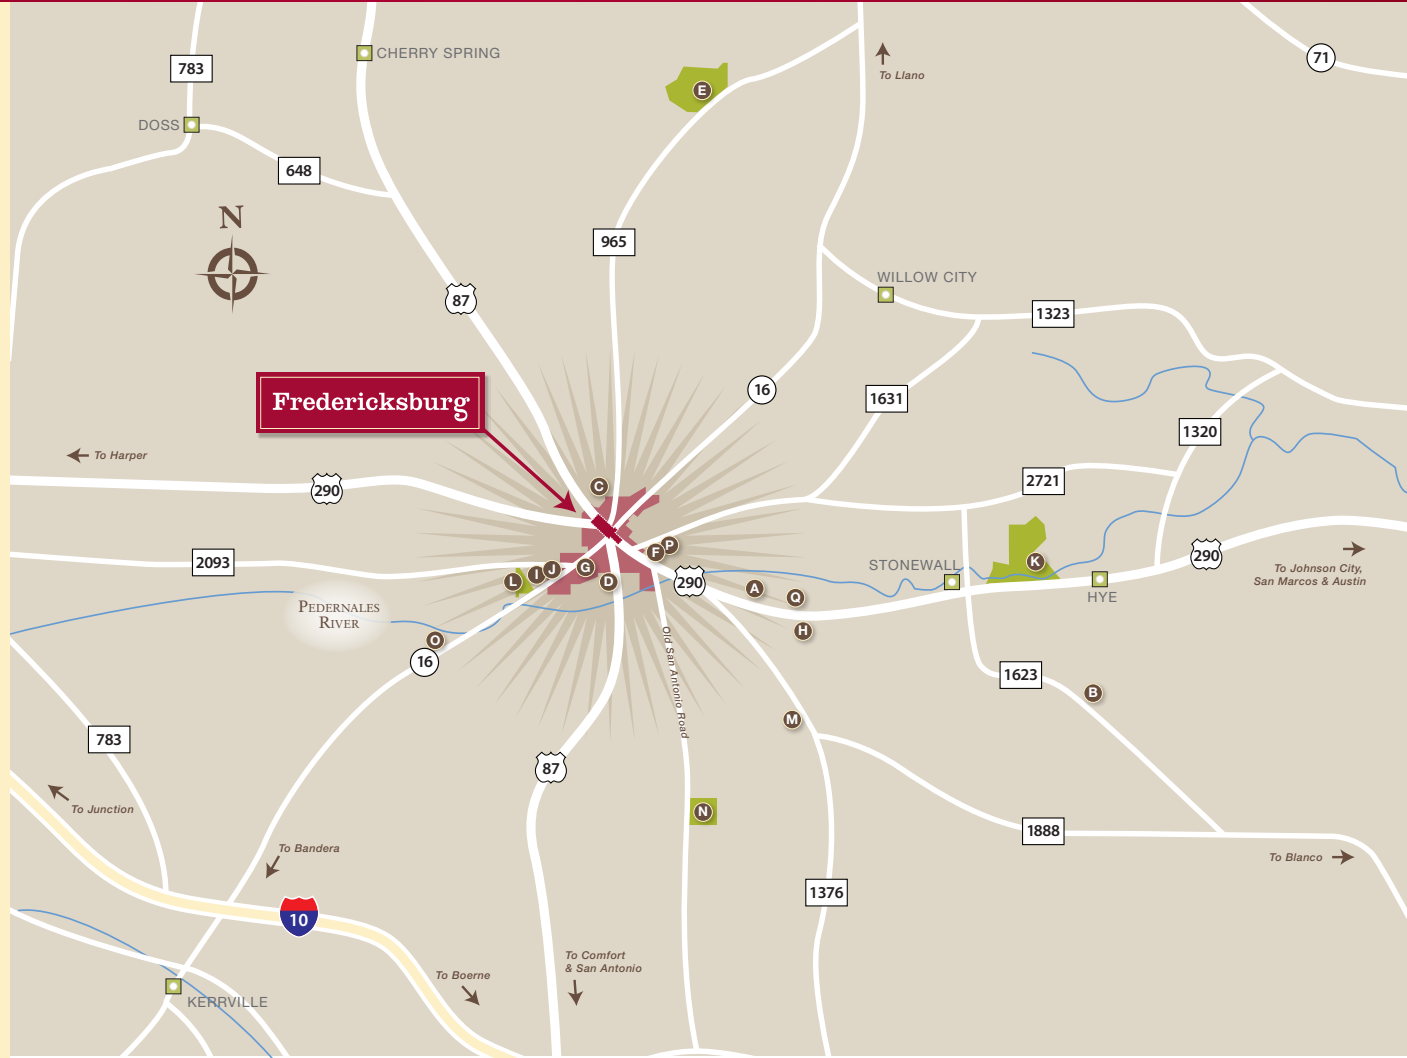 71
CHERRY SPRING
783
To Llano
E
DOSS
648
N
965
WILLOW CITY
87
1323
16
1631
Fredericksburg
1320
To Harper
2721
C
290
2093
P
F
290
K
STONEWALL
To Johnson City,
San Marcos & Austin
L
I
J
G
D
290
A
Q
HYE
PEDERNALES
RIVER
H
O
16
Old San Antonio Road
1623
B
M
783
87
To Junction
N
1888
To Bandera
To Blanco
1376
10
To Comfort
& San Antonio
To Boerne
KERRVILLE